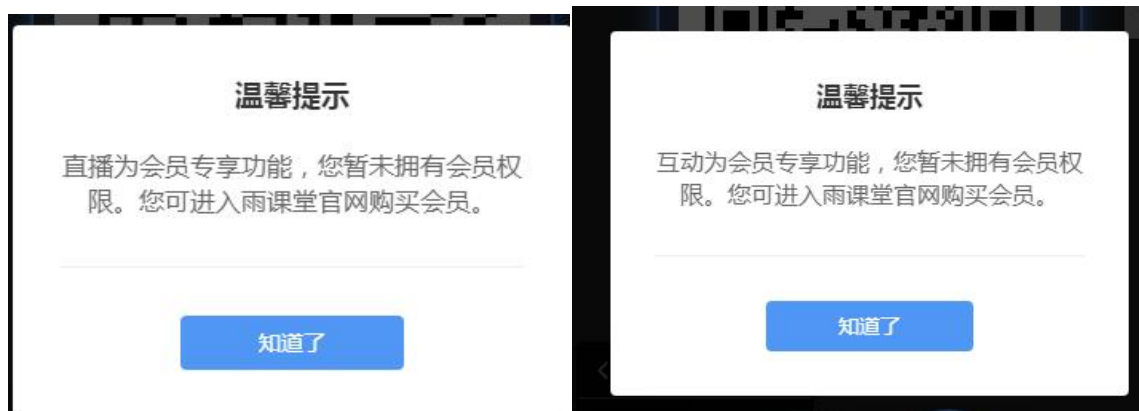 温馨提示
直播为会员专享功能，您暂未拥有会员权
限。您可进入雨课堂官网购买会员。
知道了
温馨提示
互动为会员专享功能，您暂未拥有会员权
限。您可进入雨课堂官网购买会员。
知道了